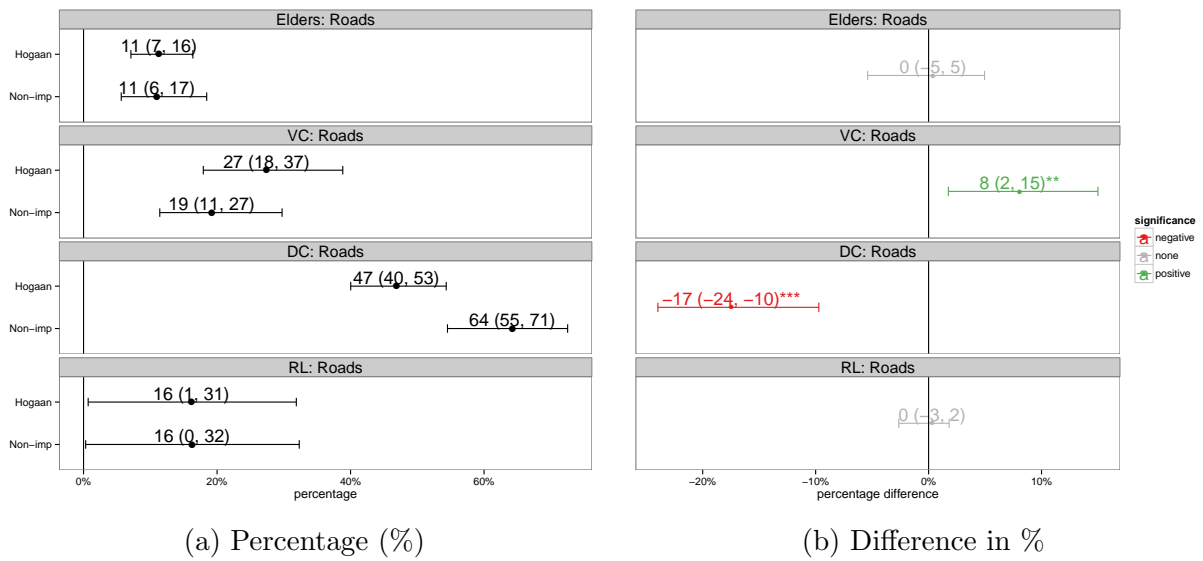 Elders: Roads
Hogaan 11 (7, 16)
Non−imp 11 (6, 17)
VC: Roads
Hogaan 27 (18, 37)
Non−imp 19 (11, 27)
DC: Roads
Hogaan 47 (40, 53)
Non−imp 64 (55, 71)
RL: Roads
Hogaan 16 (1, 31)
Non−imp 16 (0, 32)
0% 20% 40% 60%
percentage
(a) Percentage (%)
Elders: Roads
0 (−5, 5)
VC: Roads
8 (2, 15)**
DC: Roads
−17 (−24, −10)***
RL: Roads
0 (−3, 2)
−20% −10% 0% 10%
percentage difference
significance
a negative
a none
a positive
(b) Difference in %